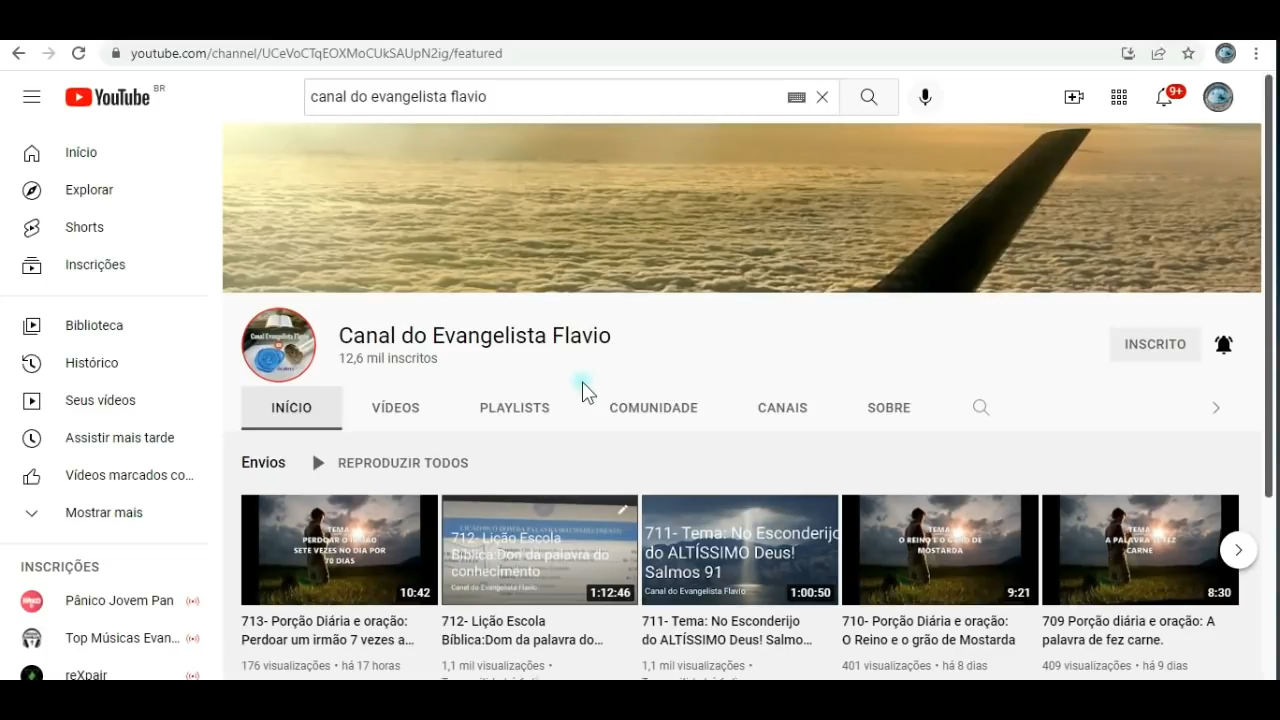 youtube.com/channel/UCeVoCTqEOXMoCUkSAUpN2ig/featured
YouTube BR
canal do evangelista flavio
9+
Início
Explorar
Shorts
Inscrições
Biblioteca
Histórico
Seus vídeos
Assistir mais tarde
Vídeos marcados co...
Mostrar mais
INSCRIÇÕES
Pânico Jovem Pan
Top Músicas Evan...
reXpair
Canal do Evangelista Flavio
12,6 mil inscritos
INSCRITO
INÍCIO
VÍDEOS
PLAYLISTS
COMUNIDADE
CANAIS
SOBRE
Envios
REPRODUZIR TODOS
TEMA
PERDOAR O IRMÃO
SETE VEZES NO DIA POR
70 DIAS
10:42
713- Porção Diária e oração:
Perdoar um irmão 7 vezes a...
176 visualizações • há 17 horas
712- Lição Escola
Bíblica:Don da palavra do
conhecimento
Canal do Evangelista Flavio
1:12:46
712- Lição Escola
Bíblica:Dom da palavra do...
1,1 mil visualizações •
711- Tema: No Esconderijo
do ALTÍSSIMO Deus!
Salmos 91
Canal do Evangelista Flavio
1:00:50
711- Tema: No Esconderijo
do ALTÍSSIMO Deus! Salmo...
1,1 mil visualizações •
TEMA
O REINO E O GRÃO DE
MOSTARDA
9:21
710- Porção Diária e oração:
O Reino e o grão de Mostarda
401 visualizações • há 8 dias
TEMA
A PALAVRA SE FEZ
CARNE
8:30
709 Porção diária e oração: A
palavra de fez carne.
409 visualizações • há 9 dias